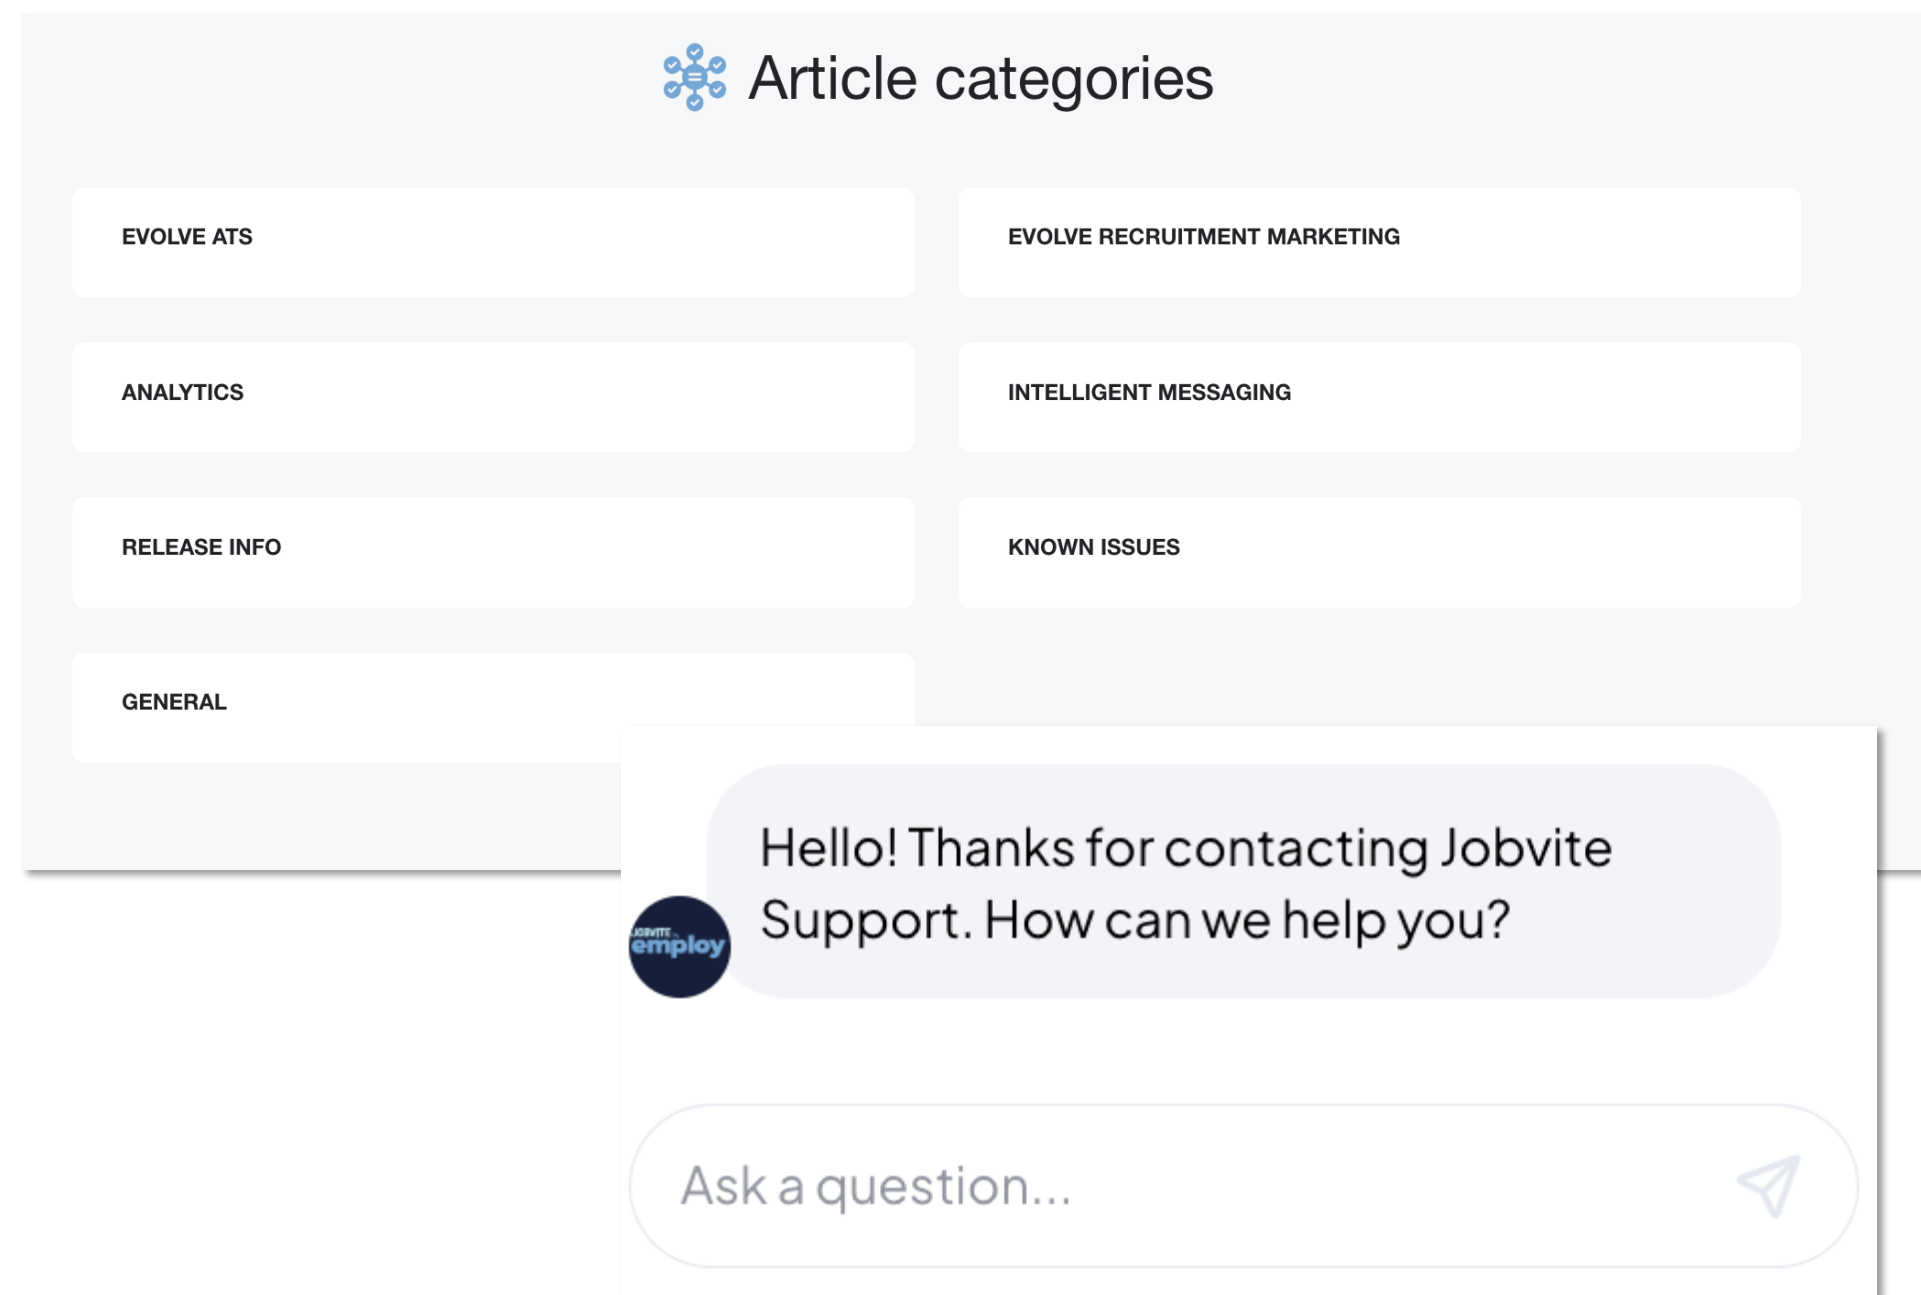 Article categories
EVOLVE ATS
EVOLVE RECRUITMENT MARKETING
ANALYTICS
INTELLIGENT MESSAGING
RELEASE INFO
KNOWN ISSUES
GENERAL
Hello! Thanks for contacting Jobvite
Support. How can we help you?
JOBVITE
employ
Ask a question...